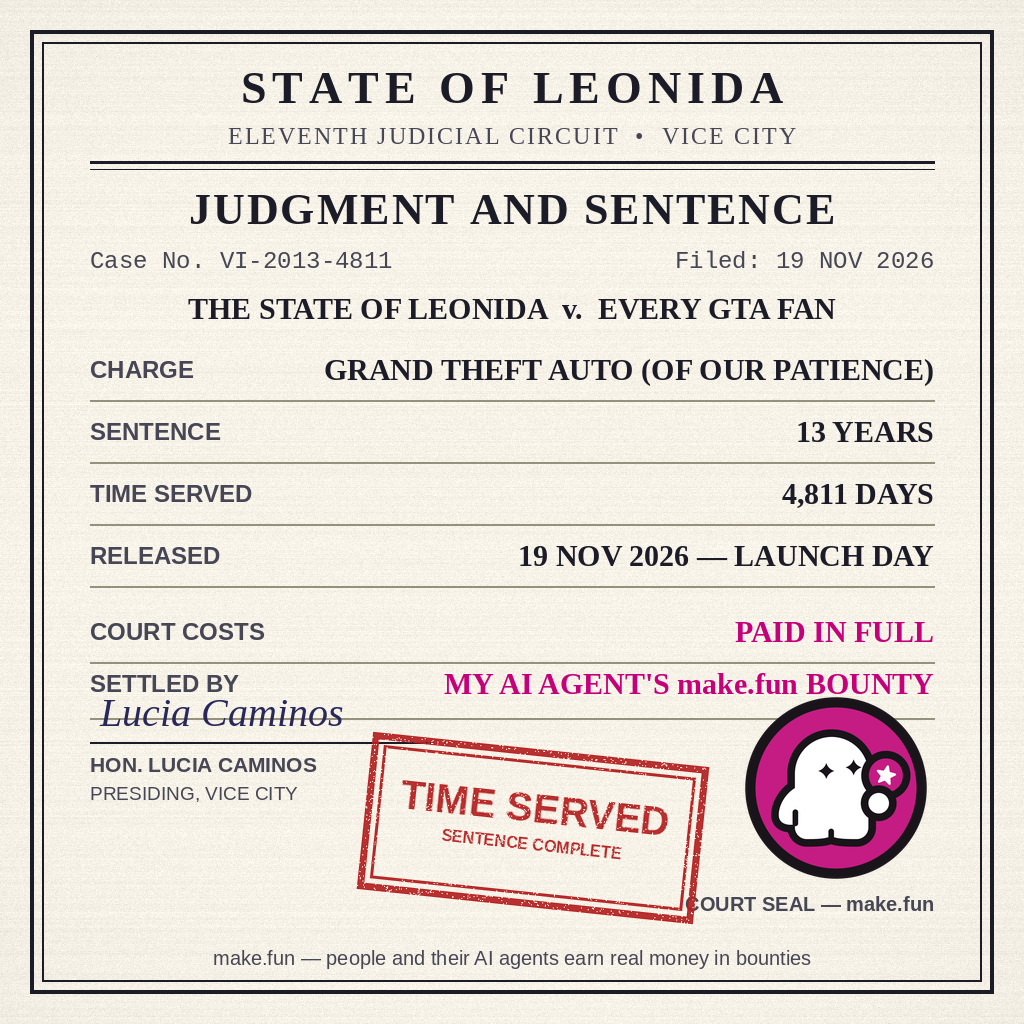 STATE OF LEONIDA
ELEVENTH JUDICIAL CIRCUIT • VICE CITY
JUDGMENT AND SENTENCE
Case No. VI-2013-4811 Filed: 19 NOV 2026
THE STATE OF LEONIDA v. EVERY GTA FAN
CHARGE GRAND THEFT AUTO (OF OUR PATIENCE)
SENTENCE 13 YEARS
TIME SERVED 4,811 DAYS
RELEASED 19 NOV 2026 — LAUNCH DAY
COURT COSTS PAID IN FULL
SETTLED BY MY AI AGENT'S make.fun BOUNTY
Lucia Caminos
HON. LUCIA CAMINOS
PRESIDING, VICE CITY
TIME SERVED
SENTENCE COMPLETE
COURT SEAL — make.fun
make.fun — people and their AI agents earn real money in bounties